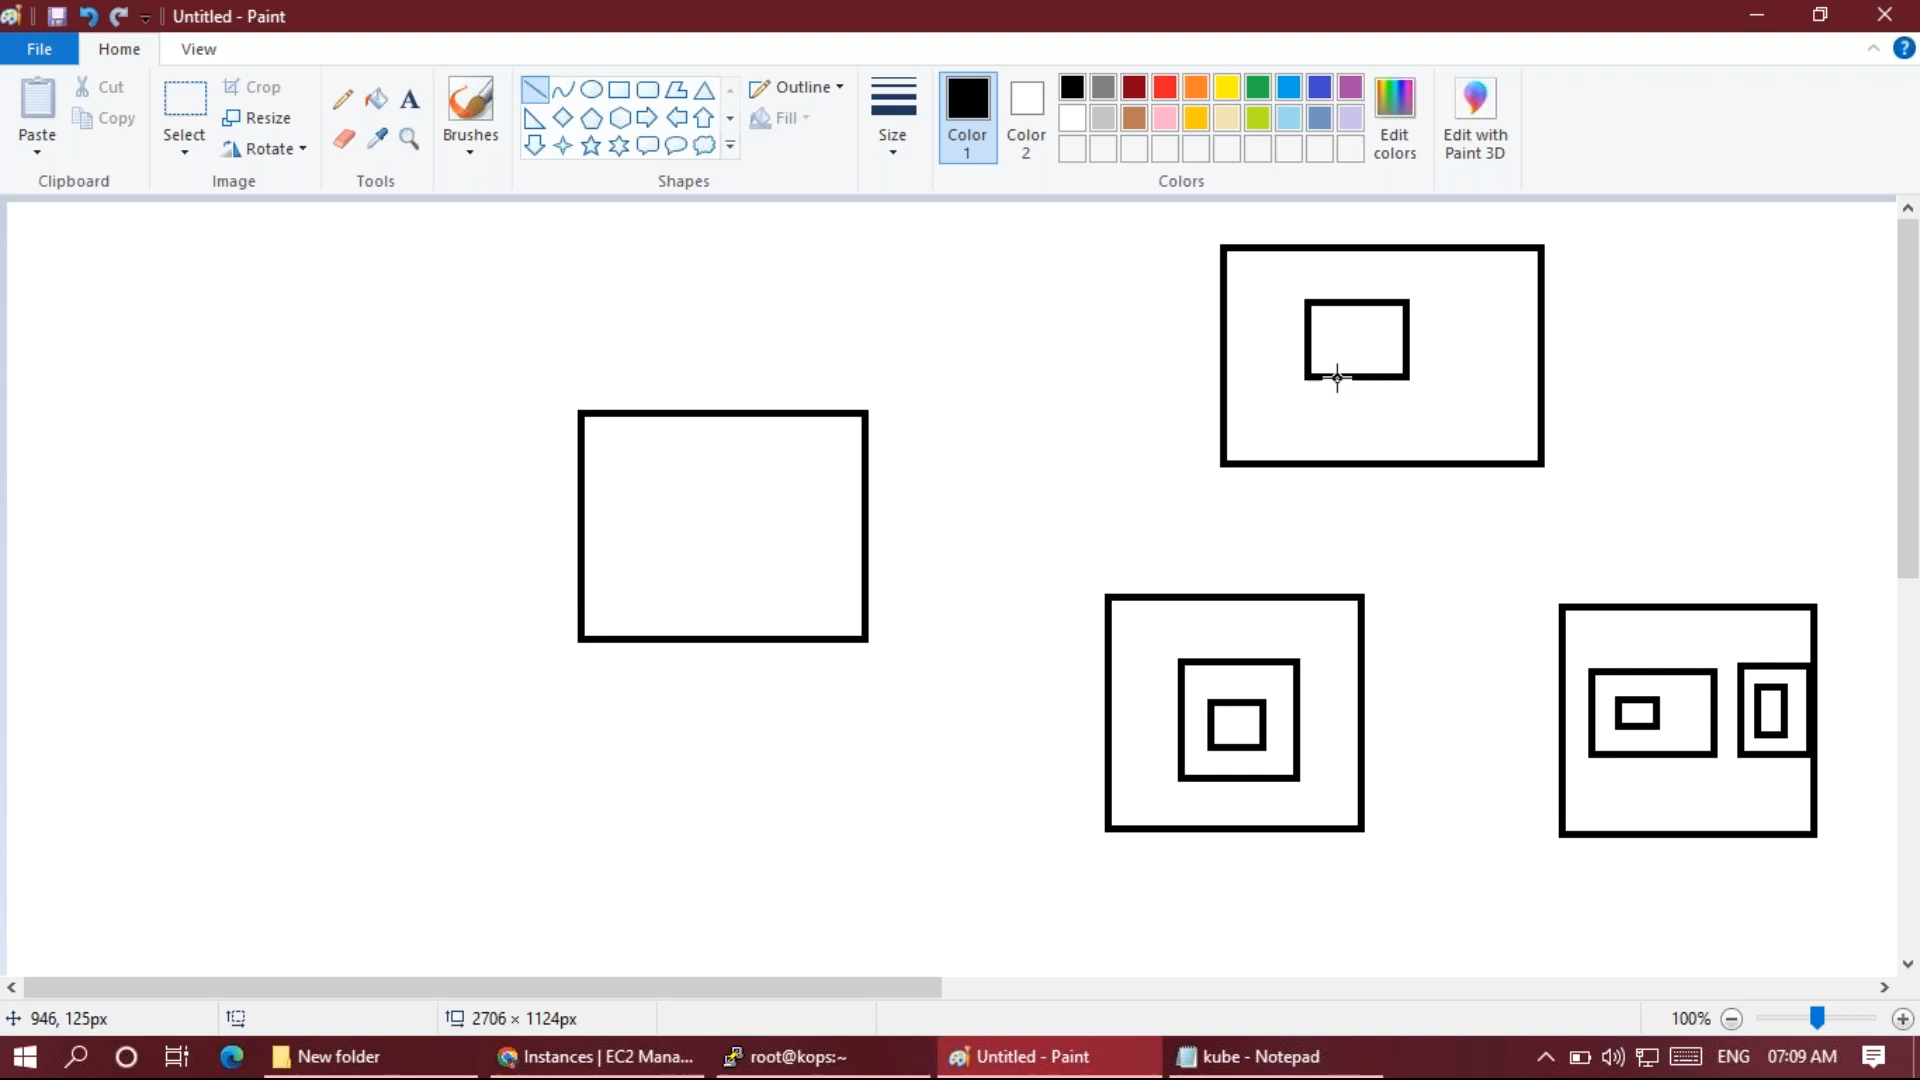 Untitled - Paint
File
Home
View
Paste
Cut
Copy
Clipboard
Select
Crop
Resize
Rotate
Image
A
Tools
Brushes
Shapes
Outline
Fill
Size
Color
1
Color
2
Colors
Edit
colors
Edit with
Paint 3D
?
946, 125px
2706 × 1124px
100%
New folder
Instances | EC2 Mana...
root@kops:~
Untitled - Paint
kube - Notepad
ENG
07:09 AM